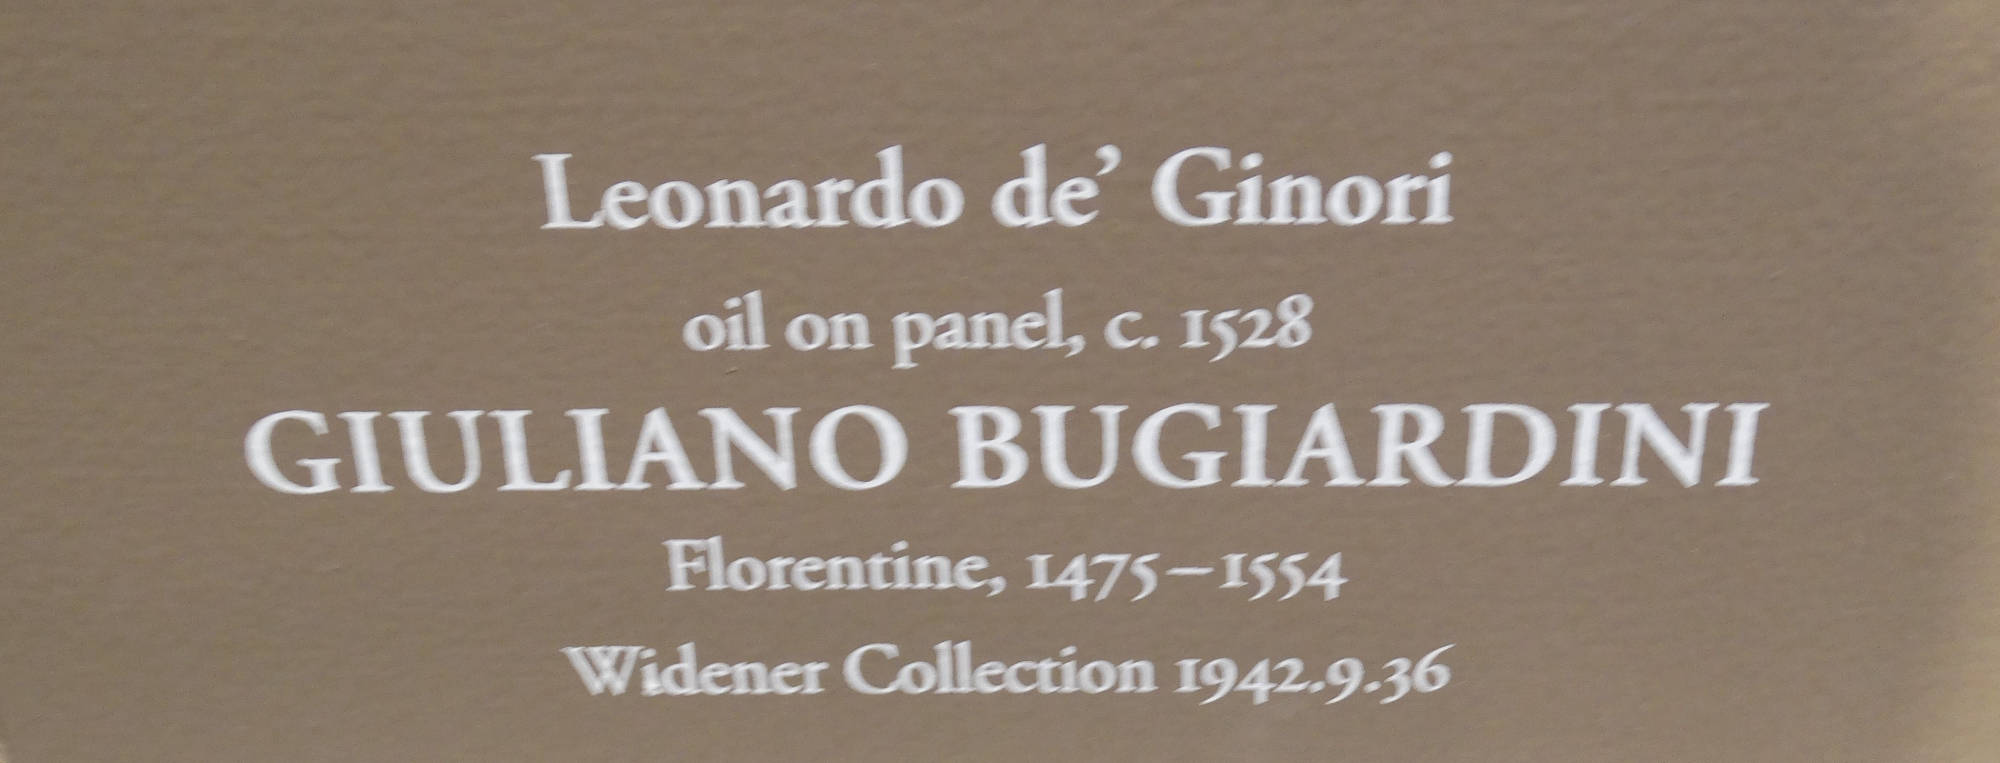 Leonardo de’ Ginori
oil on panel, c. 1528
GIULIANO BUGIARDINI
Florentine, 1475–1554
Widener Collection 1942.9.36